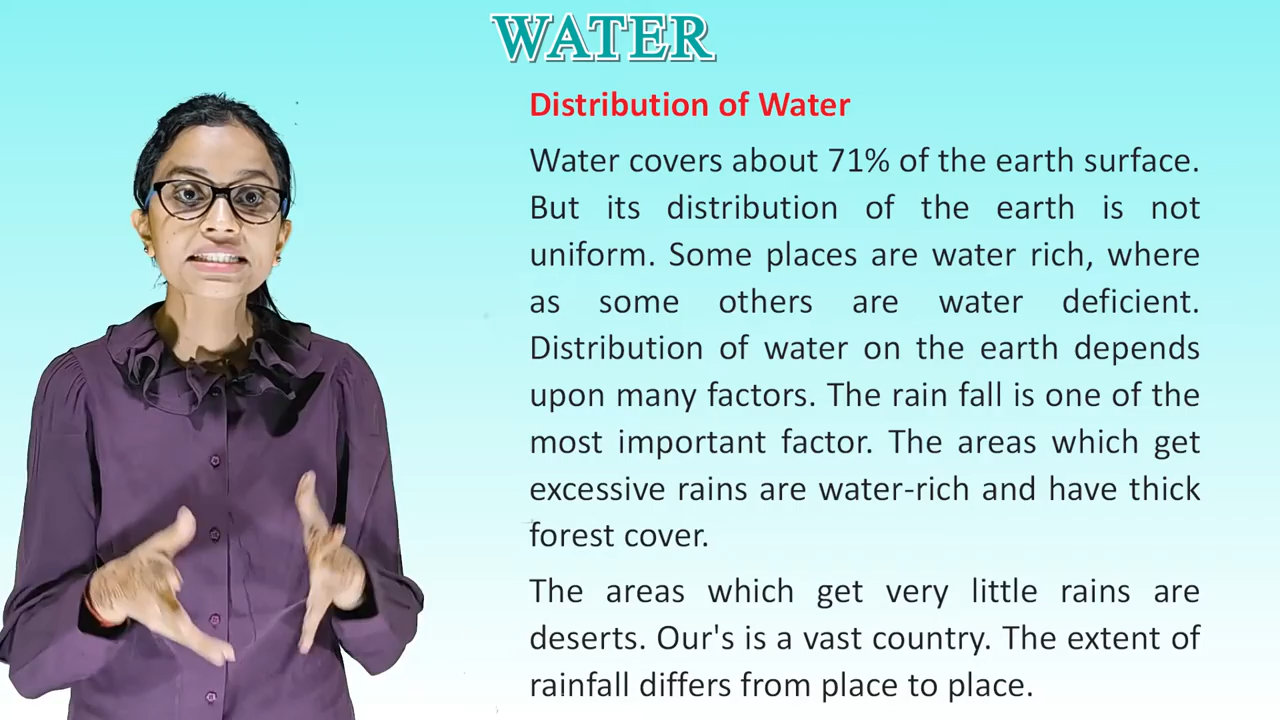 WATER
Distribution of Water
Water covers about 71% of the earth surface.
But its distribution of the earth is not
uniform. Some places are water rich, where
as some others are water deficient.
Distribution of water on the earth depends
upon many factors. The rain fall is one of the
most important factor. The areas which get
excessive rains are water-rich and have thick
forest cover.
The areas which get very little rains are
deserts. Our's is a vast country. The extent of
rainfall differs from place to place.